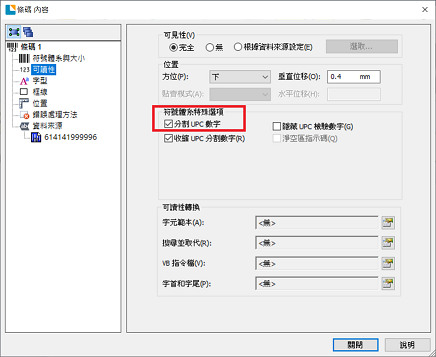 條碼 內容
條碼 1
符號體系與大小
可讀性
字型
框線
位置
錯誤處理方法
資料來源
614141999996
可見性(V)
完全
無
根據資料來源設定(E)
選取...
位置
方位(P):
下
垂直位移(O):
0.4 mm
點背模式(A):
水平位移(H):
符號體系特殊選項
分割 UPC 數字
隱藏 UPC 檢驗數字(G)
收縮 UPC 分割數字(R)
淨空區指示碼(Q)
可讀性轉換
字元範本(A):
<無>
搜尋並取代(R):
<無>
VB 指令檔(V):
<無>
字首和字尾(P):
<無>
關閉
說明